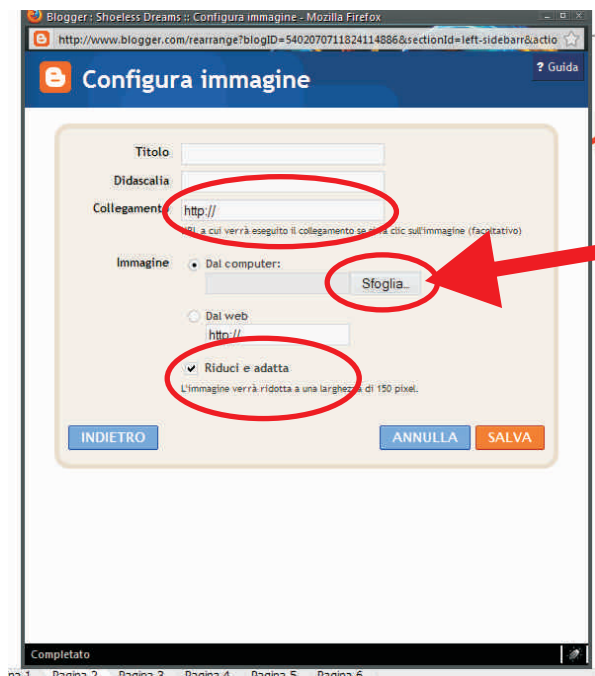 Blogger : Shoeless Dreams :: Configura immagine - Mozilla Firefox
http://www.blogger.com/rearrange?blogID=5402070711824114886&sectionId=left-sidebarr&actio
Configura immagine
? Guida
Titolo
Didascalia
Collegamento http://
URL a cui verrà eseguito il collegamento se si fa clic sull'immagine (facoltativo)
Immagine Dal computer:
Sfoglia...
Dal web
http://
Riduci e adatta
L'immagine verrà ridotta a una larghezza di 150 pixel.
INDIETRO ANNULLA SALVA
Completato
Pagina 2 Pagina 3 Pagina 4 Pagina 5 Pagina 6